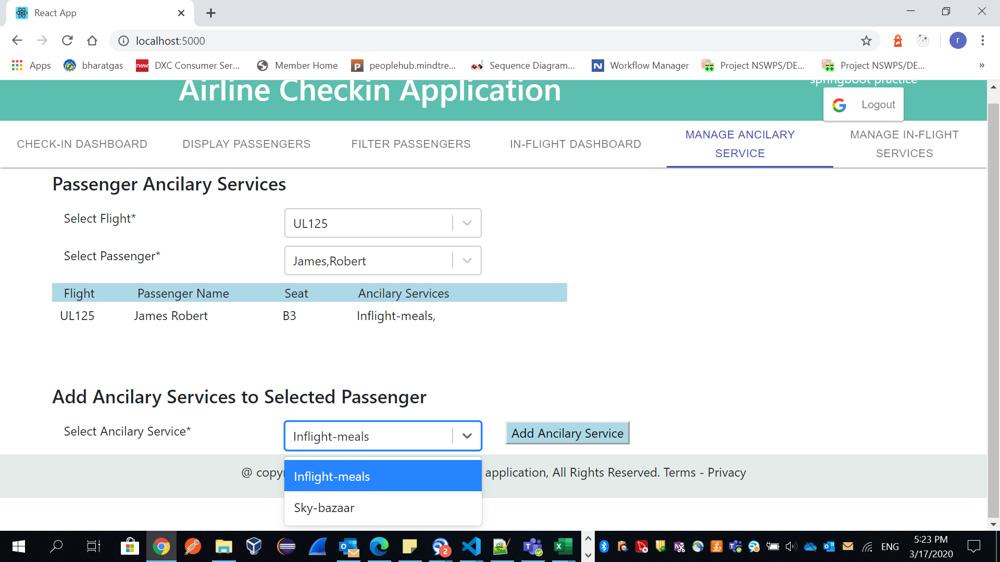 React App
localhost:5000
Apps bharatgas DXC Consumer Ser... Member Home peoplehub.mindtre... Sequence Diagram... Workflow Manager Project NSWPS/DE... Project NSWPS/DE... »
now
P
N
r
Airline Checkin Application
springboot practice
G Logout
CHECK-IN DASHBOARD DISPLAY PASSENGERS FILTER PASSENGERS IN-FLIGHT DASHBOARD MANAGE ANCILARY SERVICE MANAGE IN-FLIGHT SERVICES
Passenger Ancilary Services
Select Flight* UL125
Select Passenger* James,Robert
Flight Passenger Name Seat Ancilary Services
UL125 James Robert B3 Inflight-meals,
Add Ancilary Services to Selected Passenger
Select Ancilary Service* Inflight-meals Add Ancilary Service
@ copy application, All Rights Reserved. Terms - Privacy
Inflight-meals
Sky-bazaar
2
ENG
5:23 PM
3/17/2020